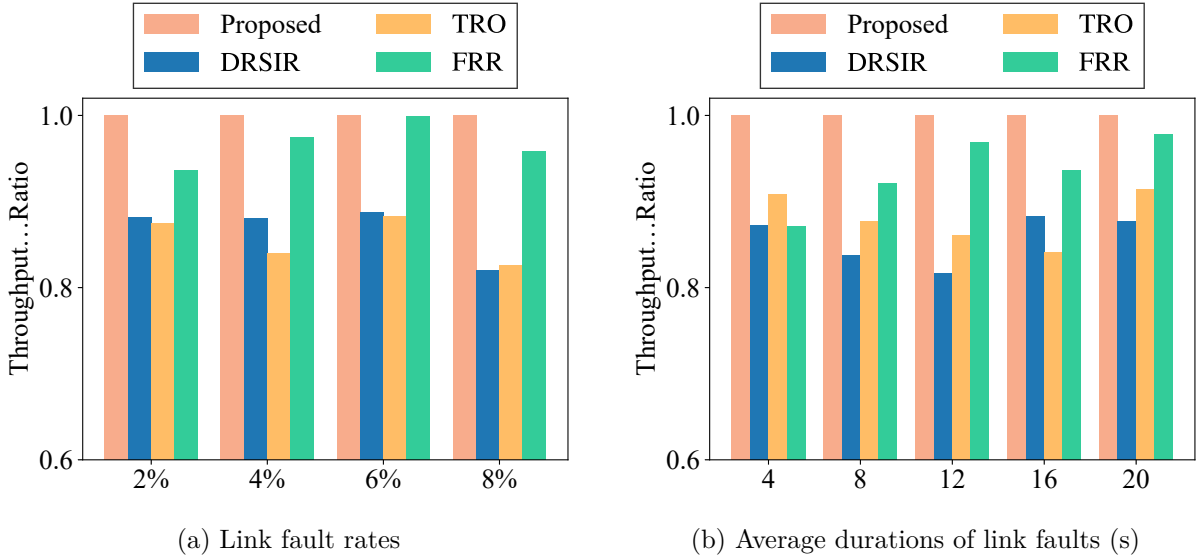 Proposed
TRO
DRSIR
FRR
Throughput...Ratio
1.0
0.8
0.6
2%
4%
6%
8%
(a) Link fault rates
Proposed
TRO
DRSIR
FRR
Throughput...Ratio
1.0
0.8
0.6
4
8
12
16
20
(b) Average durations of link faults (s)